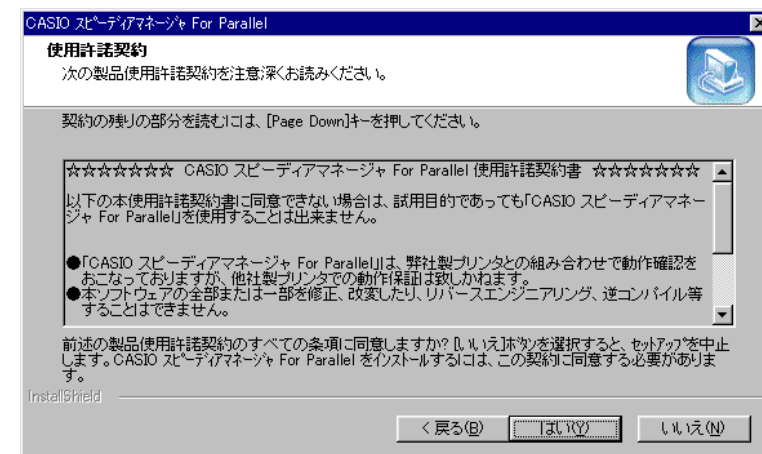 CASIO ｽﾋﾟｰﾃﾞｨｱﾏﾈｰｼﾞｬ For Parallel
使用許諾契約
次の製品使用許諾契約を注意深くお読みください。
契約の残りの部分を読むには、[Page Down]ｷｰを押してください。
☆☆☆☆☆☆☆ CASIO スピーディアマネージャ For Parallel 使用許諾契約書 ☆☆☆☆☆☆☆
以下の本使用許諾契約書に同意できない場合は、試用目的であっても「CASIO スピーディアマネー
ジャ For Parallel」を使用することは出来ません。
●「CASIO スピーディアマネージャ For Parallel」は、弊社製プリンタとの組み合わせで動作確認を
おこなっておりますが、他社製プリンタでの動作保証は致しかねます。
●本ソフトウェアの全部または一部を修正、改変したり、リバースエンジニアリング、逆コンパイル等
することはできません。
前述の製品使用許諾契約のすべての条項に同意しますか? [いいえ]ﾎﾞﾀﾝを選択すると、ｾｯﾄｱｯﾌﾟを中止
します。CASIO ｽﾋﾟｰﾃﾞｨｱﾏﾈｰｼﾞｬ For Parallel をｲﾝｽﾄｰﾙするには、この契約に同意する必要がありま
す。
InstallShield
< 戻る(B)
はい(Y)
いいえ(N)